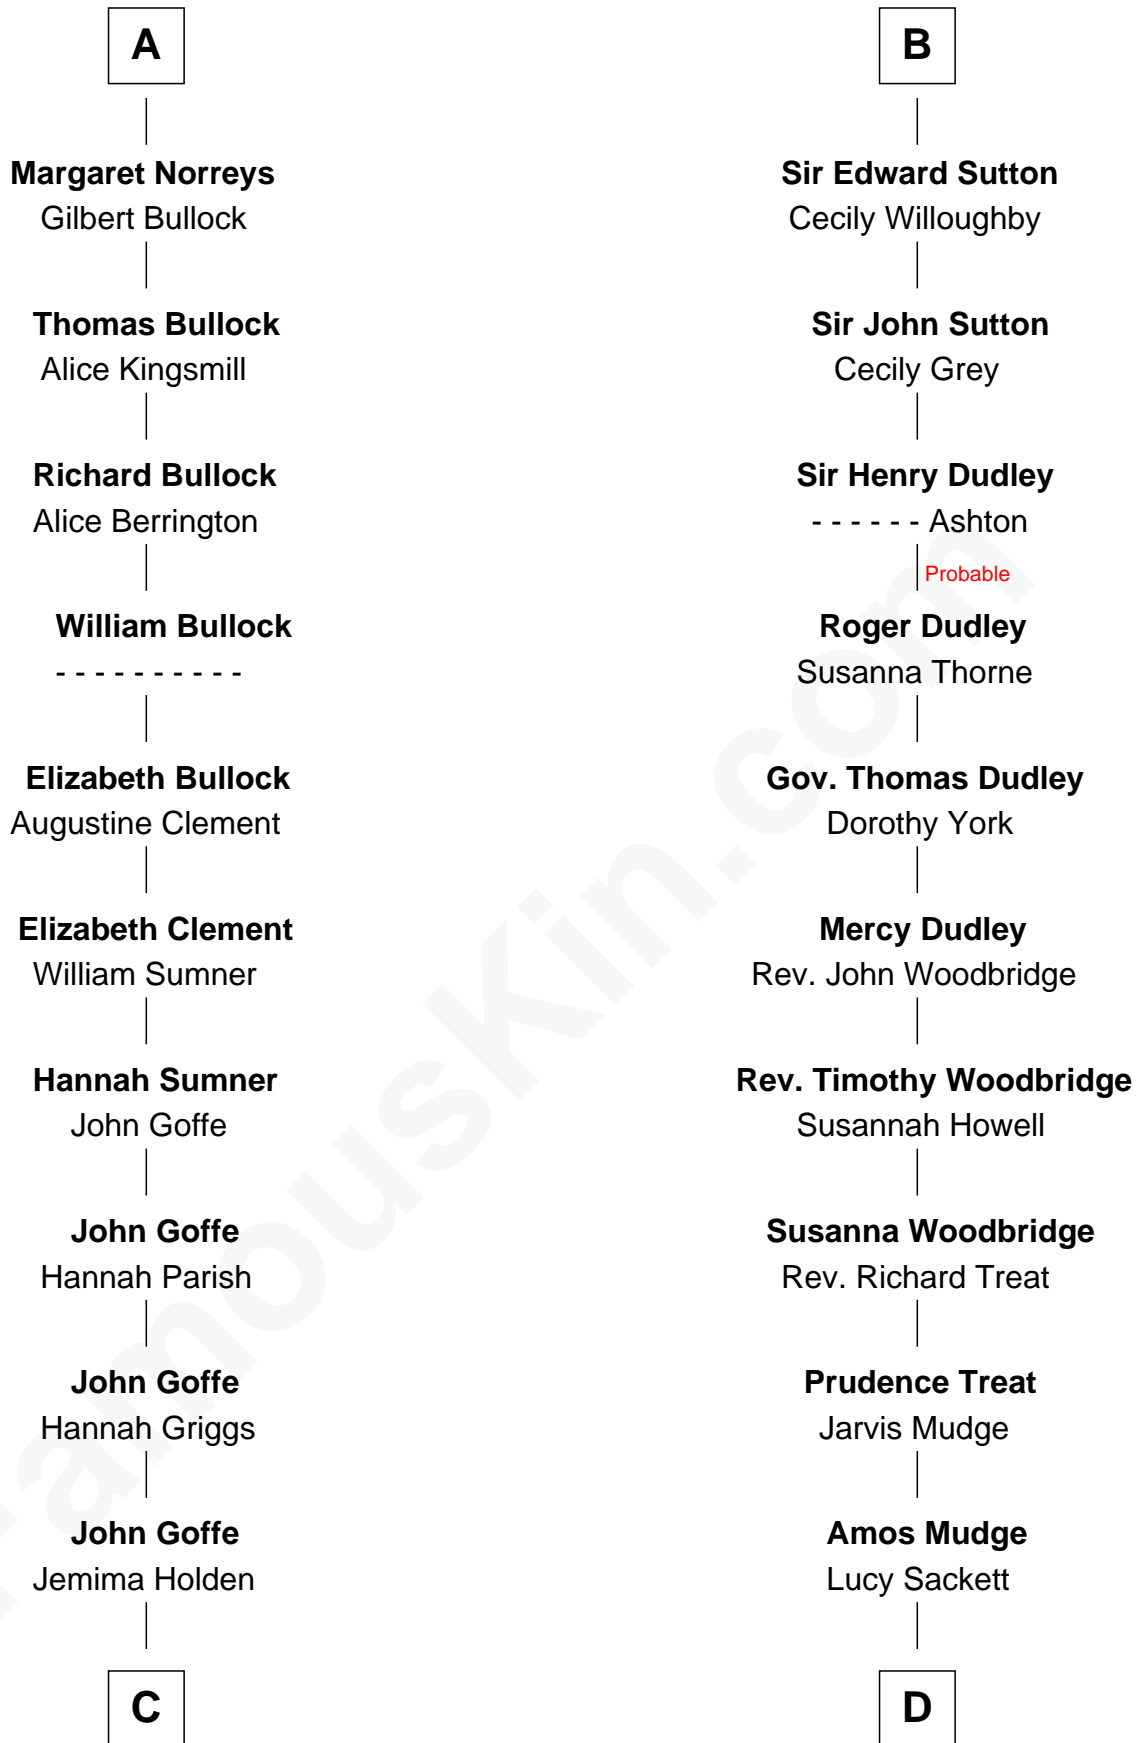 A
Margaret Norreys
Gilbert Bullock
Thomas Bullock
Alice Kingsmill
Richard Bullock
Alice Berrington
William Bullock
- - - - - - - - - -
Elizabeth Bullock
Augustine Clement
Elizabeth Clement
William Sumner
Hannah Sumner
John Goffe
John Goffe
Hannah Parish
John Goffe
Hannah Griggs
John Goffe
Jemima Holden
C
B
Sir Edward Sutton
Cecily Willoughby
Sir John Sutton
Cecily Grey
Sir Henry Dudley
- - - - - - Ashton
Probable
Roger Dudley
Susanna Thorne
Gov. Thomas Dudley
Dorothy York
Mercy Dudley
Rev. John Woodbridge
Rev. Timothy Woodbridge
Susannah Howell
Susanna Woodbridge
Rev. Richard Treat
Prudence Treat
Jarvis Mudge
Amos Mudge
Lucy Sackett
D
FamousKin.com